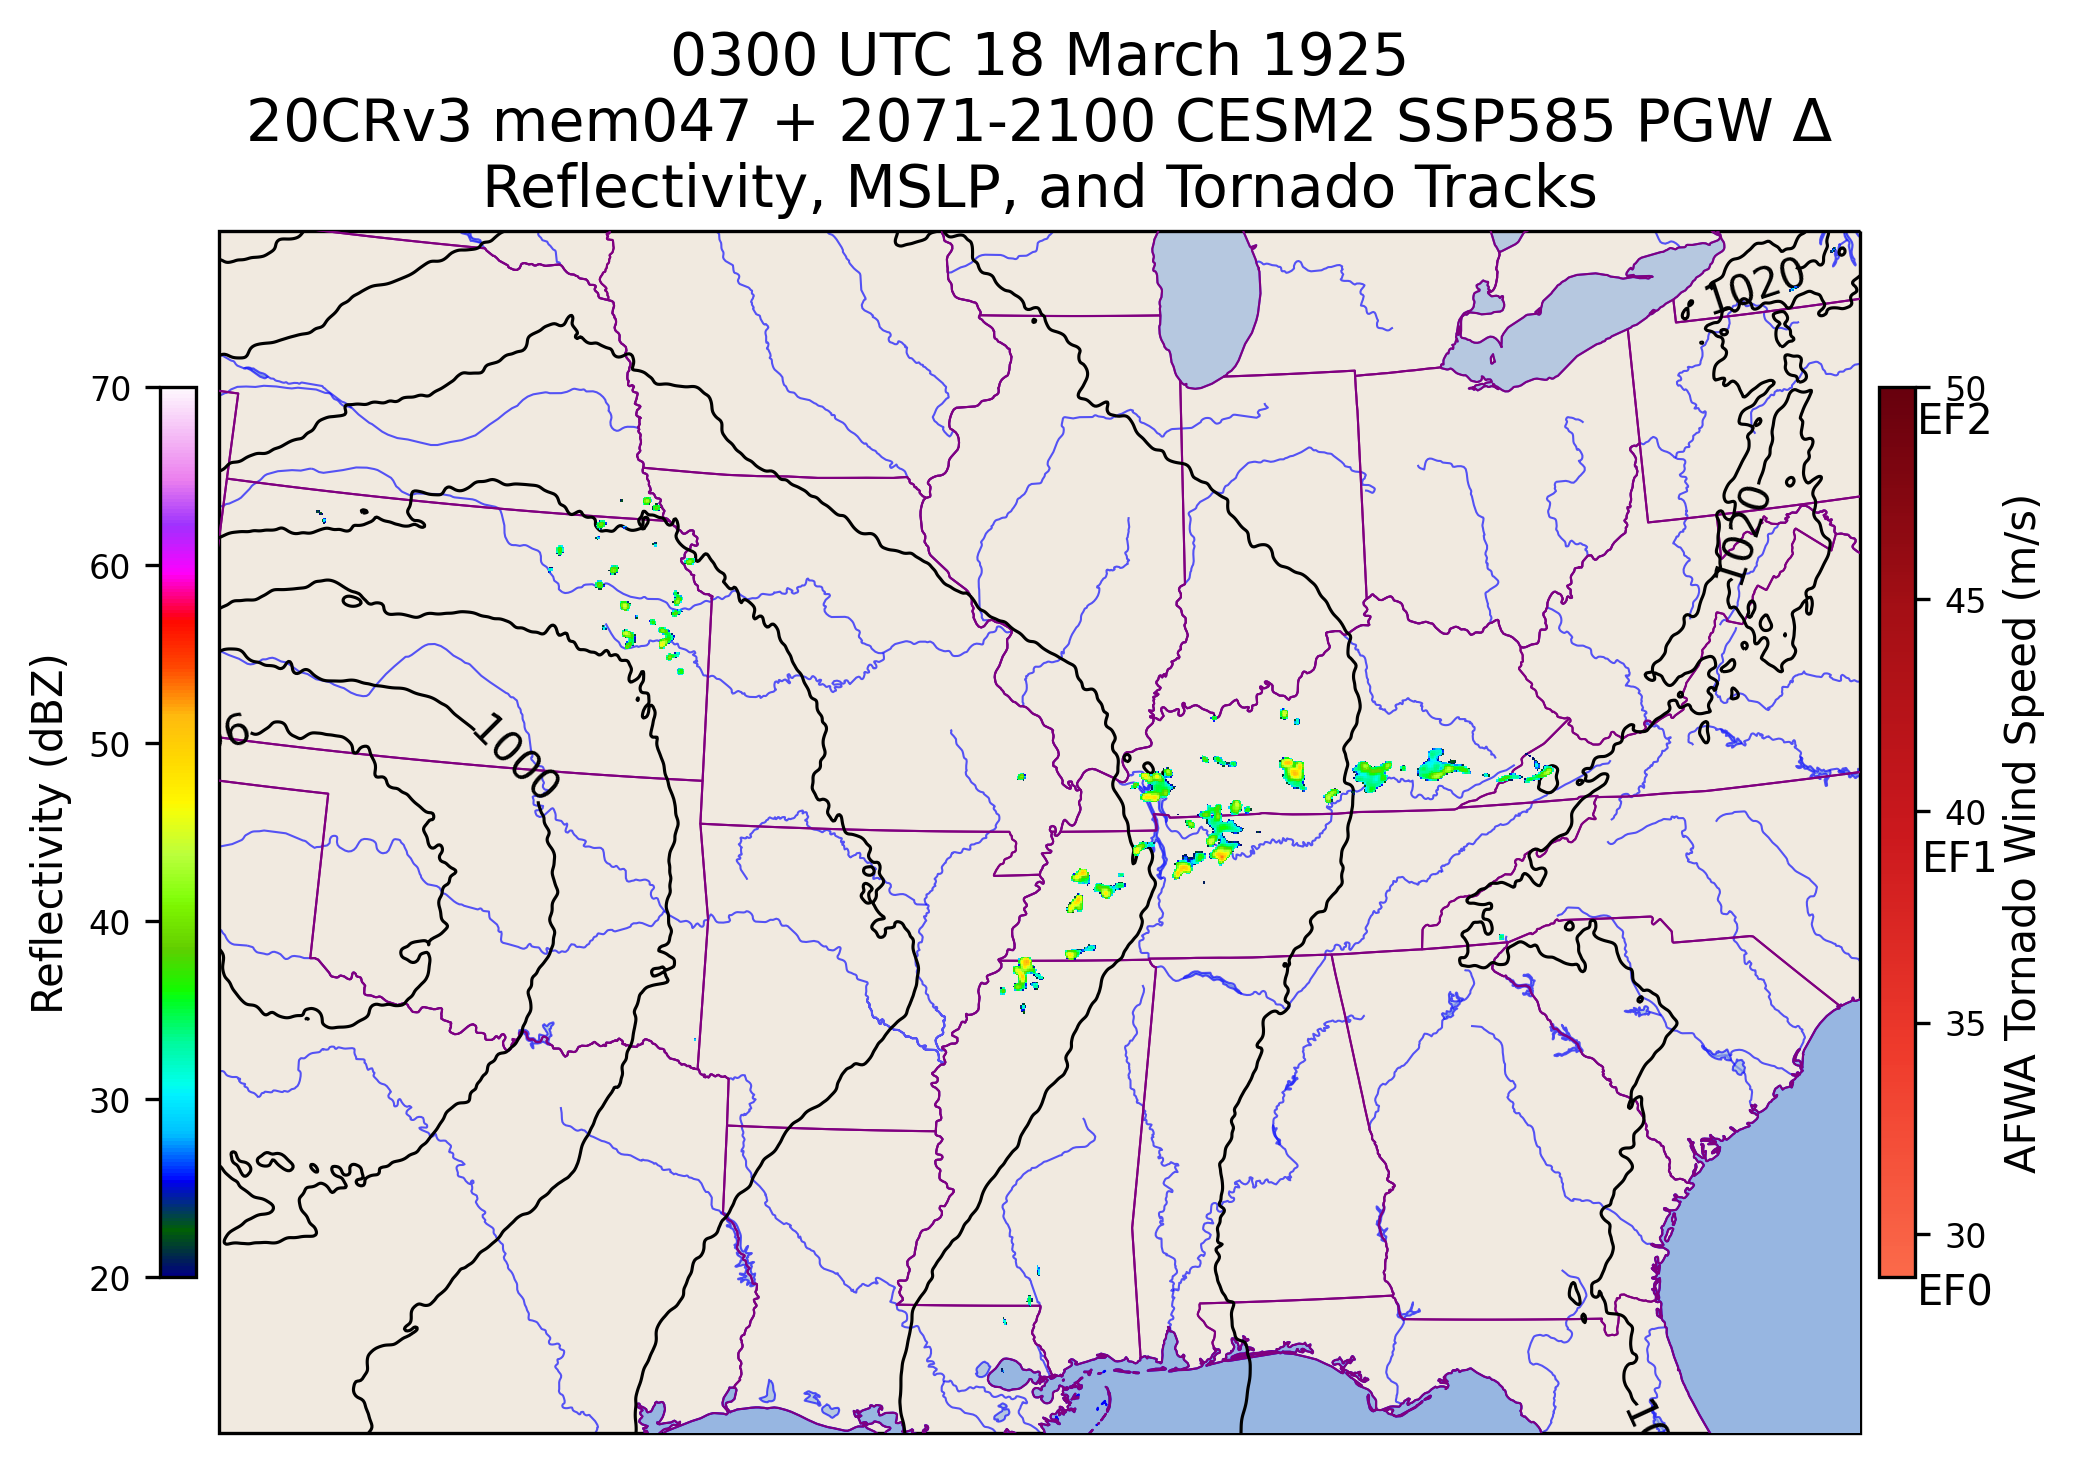 0300 UTC 18 March 1925
20CRv3 mem047 + 2071-2100 CESM2 SSP585 PGW Δ
Reflectivity, MSLP, and Tornado Tracks
Reflectivity (dBZ)
70
60
50
40
30
20
1020
1020
1000
6
10
50
EF2
45
40
EF1
35
30
EF0
AFWA Tornado Wind Speed (m/s)